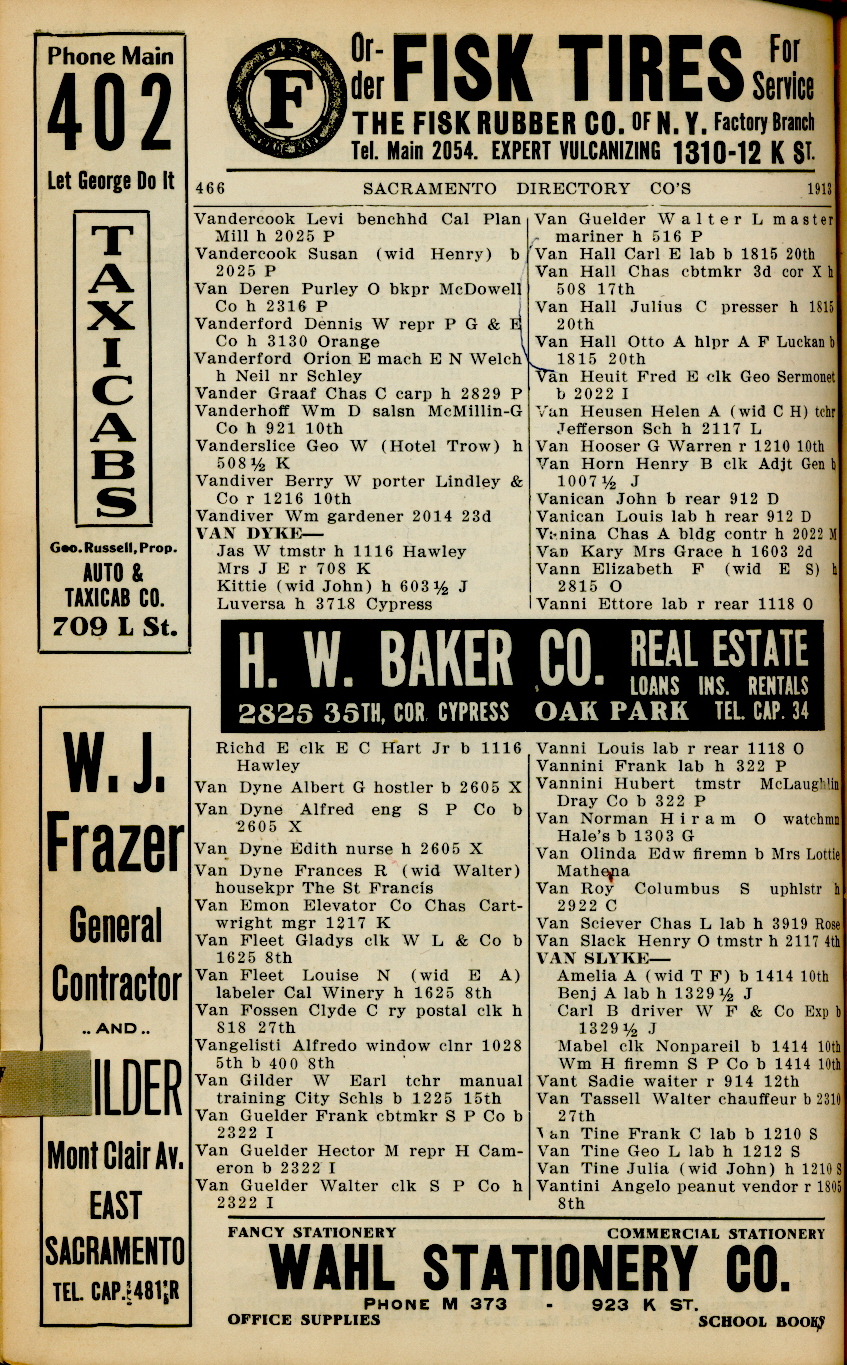 Phone Main
402
Let George Do It
TAXICABS
Geo. Russell, Prop.
AUTO &
TAXICAB CO.
709 L St.
W. J.
Frazer
General
Contractor
.. AND ..
ILDER
Mont Clair Av.
EAST
SACRAMENTO
TEL. CAP. 481 R
FISK
F
Or-
der FISK TIRES For
Service
THE FISK RUBBER CO. OF N. Y. Factory Branch
Tel. Main 2054. EXPERT VULCANIZING 1310-12 K ST.
466 SACRAMENTO DIRECTORY CO'S 1913
Vandercook Levi benchhd Cal Plan
Mill h 2025 P
Vandercook Susan (wid Henry) b
2025 P
Van Deren Purley O bkpr McDowell
Co h 2316 P
Vanderford Dennis W repr P G & E
Co h 3130 Orange
Vanderford Orion E mach E N Welch
h Neil nr Schley
Vander Graaf Chas C carp h 2829 P
Vanderhoff Wm D salsn McMillin-G
Co h 921 10th
Vanderslice Geo W (Hotel Trow) h
508½ K
Vandiver Berry W porter Lindley &
Co r 1216 10th
Vandiver Wm gardener 2014 23d
VAN DYKE—
Jas W tmstr h 1116 Hawley
Mrs J E r 708 K
Kittie (wid John) h 603½ J
Luversa h 3718 Cypress
Van Guelder Walter L master
mariner h 516 P
Van Hall Carl E lab b 1815 20th
Van Hall Chas cbtmkr 3d cor X h
508 17th
Van Hall Julius C presser h 1815
20th
Van Hall Otto A hlpr A F Luckan b
1815 20th
Van Heuit Fred E clk Geo Sermonet
b 2022 I
Van Heusen Helen A (wid C H) tchr
Jefferson Sch h 2117 L
Van Hooser G Warren r 1210 10th
Van Horn Henry B clk Adjt Gen b
1007½ J
Vanican John b rear 912 D
Vanican Louis lab h rear 912 D
Vanina Chas A bldg contr h 2022 M
Van Kary Mrs Grace h 1603 2d
Vann Elizabeth F (wid E S) h
2815 O
Vanni Ettore lab r rear 1118 O
H. W. BAKER CO. REAL ESTATE
LOANS INS. RENTALS
2825 35TH, COR. CYPRESS OAK PARK TEL. CAP. 34
Richd E clk E C Hart Jr b 1116
Hawley
Van Dyne Albert G hostler b 2605 X
Van Dyne Alfred eng S P Co b
2605 X
Van Dyne Edith nurse h 2605 X
Van Dyne Frances R (wid Walter)
housekpr The St Francis
Van Emon Elevator Co Chas Cart-
wright mgr 1217 K
Van Fleet Gladys clk W L & Co b
1625 8th
Van Fleet Louise N (wid E A)
labeler Cal Winery h 1625 8th
Van Fossen Clyde C ry postal clk h
818 27th
Vangelisti Alfredo window clnr 1028
5th b 400 8th
Van Gilder W Earl tchr manual
training City Schls b 1225 15th
Van Guelder Frank cbtmkr S P Co b
2322 I
Van Guelder Hector M repr H Cam-
eron b 2322 I
Van Guelder Walter clk S P Co h
2322 I
Vanni Louis lab r rear 1118 O
Vannini Frank lab h 322 P
Vannini Hubert tmstr McLaughlin
Dray Co b 322 P
Van Norman Hiram O watchmn
Hale's b 1303 G
Van Olinda Edw firemn b Mrs Lottie
Mathena
Van Roy Columbus S uphlstr h
2922 C
Van Sciever Chas L lab h 3919 Rose
Van Slack Henry O tmstr h 2117 4th
VAN SLYKE—
Amelia A (wid T F) b 1414 10th
Benj A lab h 1329½ J
Carl B driver W F & Co Exp b
1329½ J
Mabel clk Nonpareil b 1414 10th
Wm H firemn S P Co b 1414 10th
Vant Sadie waiter r 914 12th
Van Tassell Walter chauffeur b 2310
27th
Van Tine Frank C lab b 1210 S
Van Tine Geo L lab h 1212 S
Van Tine Julia (wid John) h 1210 S
Vantini Angelo peanut vendor r 1805
8th
FANCY STATIONERY COMMERCIAL STATIONERY
WAHL STATIONERY CO.
PHONE M 373 - 923 K ST.
OFFICE SUPPLIES SCHOOL BOOKS